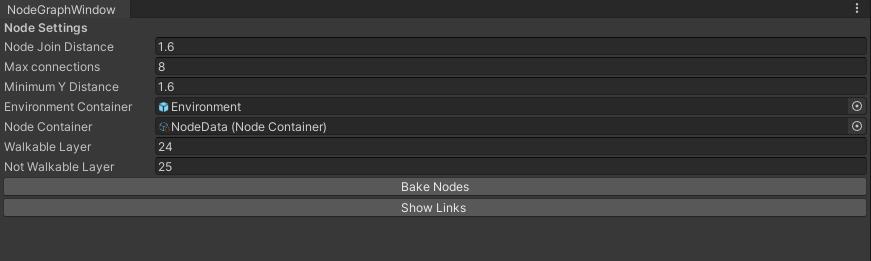 NodeGraphWindow
Node Settings
Node Join Distance 1.6
Max connections 8
Minimum Y Distance 1.6
Environment Container Environment
Node Container NodeData (Node Container)
Walkable Layer 24
Not Walkable Layer 25
Bake Nodes
Show Links